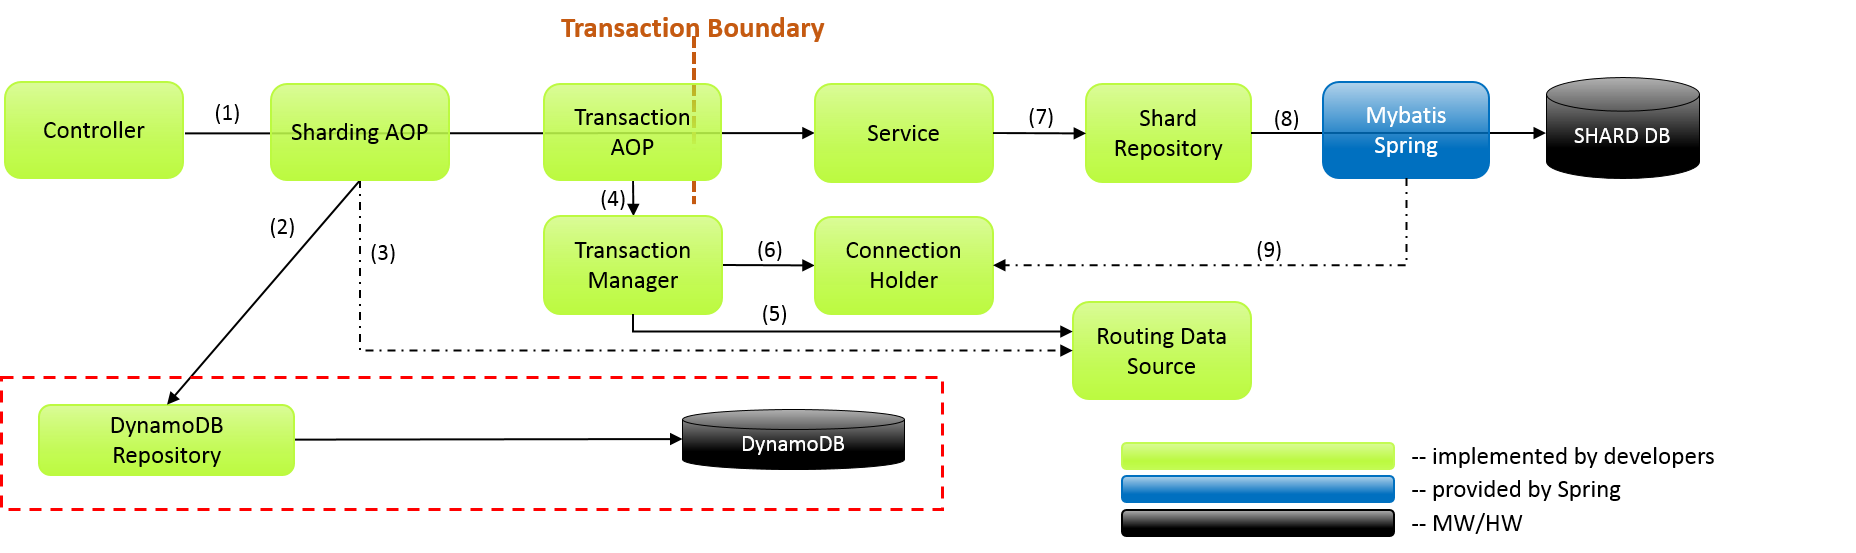 Transaction Boundary
Controller
(1)
Sharding AOP
Transaction
AOP
Service
(7)
Shard
Repository
(8)
Mybatis
Spring
SHARD DB
(2)
(3)
(4)
Transaction
Manager
(6)
Connection
Holder
(9)
(5)
Routing Data
Source
DynamoDB
Repository
DynamoDB
-- implemented by developers
-- provided by Spring
-- MW/HW